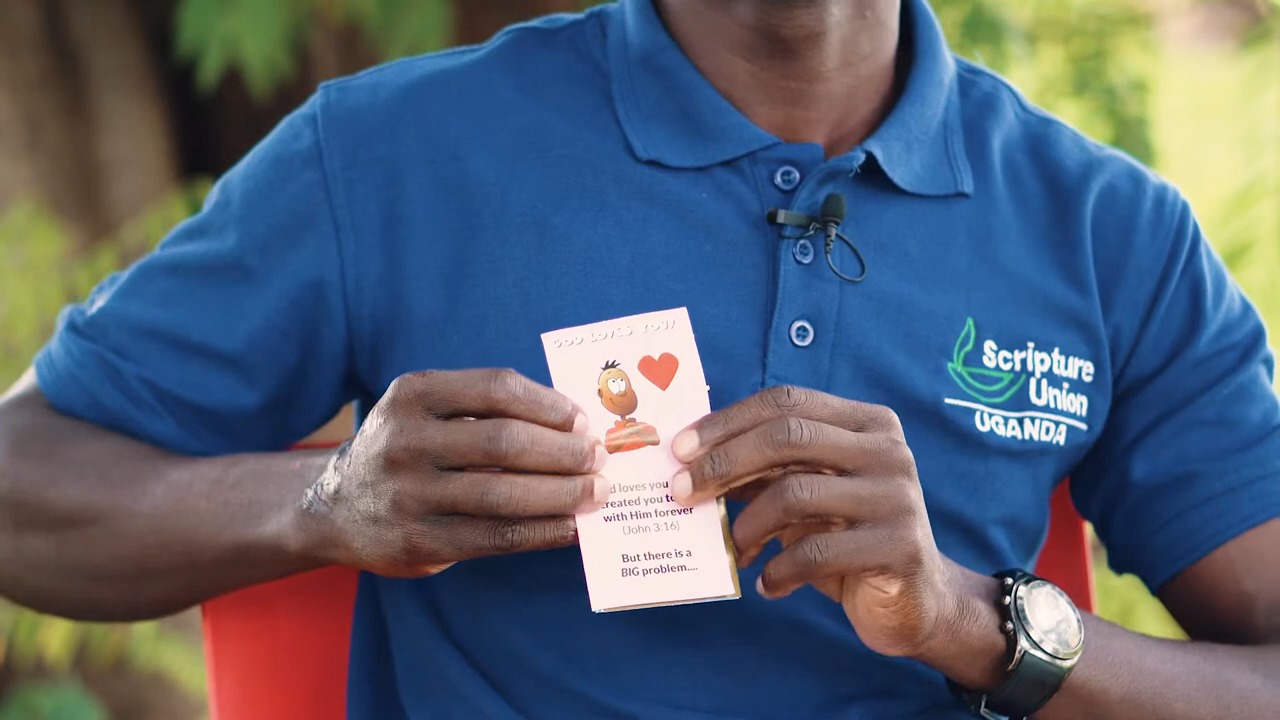 GOD LOVES YOU!
loves you
created you
with Him forever
(John 3:16)
But there is a
BIG problem....
Scripture
Union
UGANDA